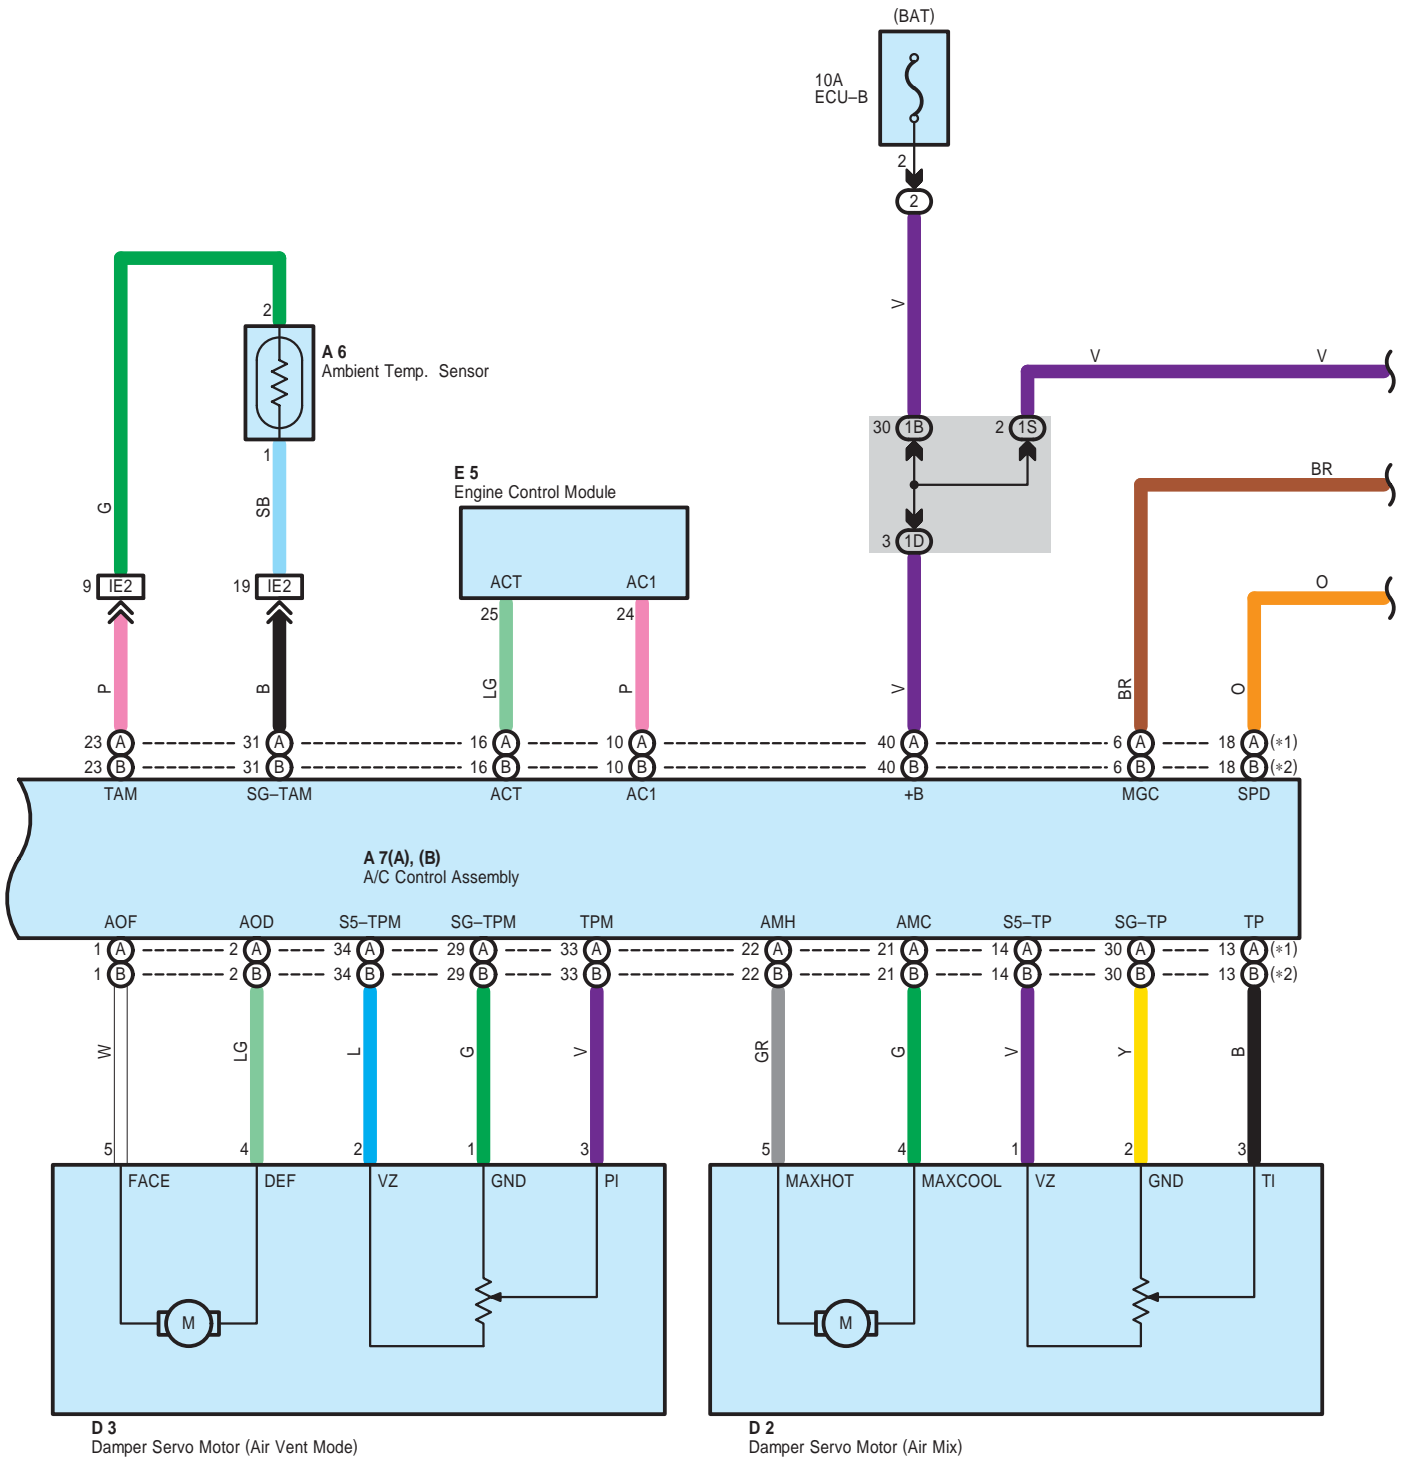 (BAT)
10A
ECU–B
2
2
V
2
A 6
Ambient Temp. Sensor
1
G
SB
V V
30 1B 2 1S
BR
E 5
Engine Control Module
3 1D
9 IE2 19 IE2
ACT AC1
O
25 24
P B LG P V BR O
23 A 31 A 16 A 10 A 40 A 6 A 18 A (*1)
23 B 31 B 16 B 10 B 40 B 6 B 18 B (*2)
TAM SG–TAM ACT AC1 +B MGC SPD
A 7(A), (B)
A/C Control Assembly
AOF AOD S5–TPM SG–TPM TPM AMH AMC S5–TP SG–TP TP
1 A 2 A 34 A 29 A 33 A 22 A 21 A 14 A 30 A 13 A (*1)
1 B 2 B 34 B 29 B 33 B 22 B 21 B 14 B 30 B 13 B (*2)
W LG L G V GR G V Y B
5 4 2 1 3 5 4 1 2 3
FACE DEF VZ GND PI MAXHOT MAXCOOL VZ GND TI
M M
D 3
Damper Servo Motor (Air Vent Mode)
D 2
Damper Servo Motor (Air Mix)